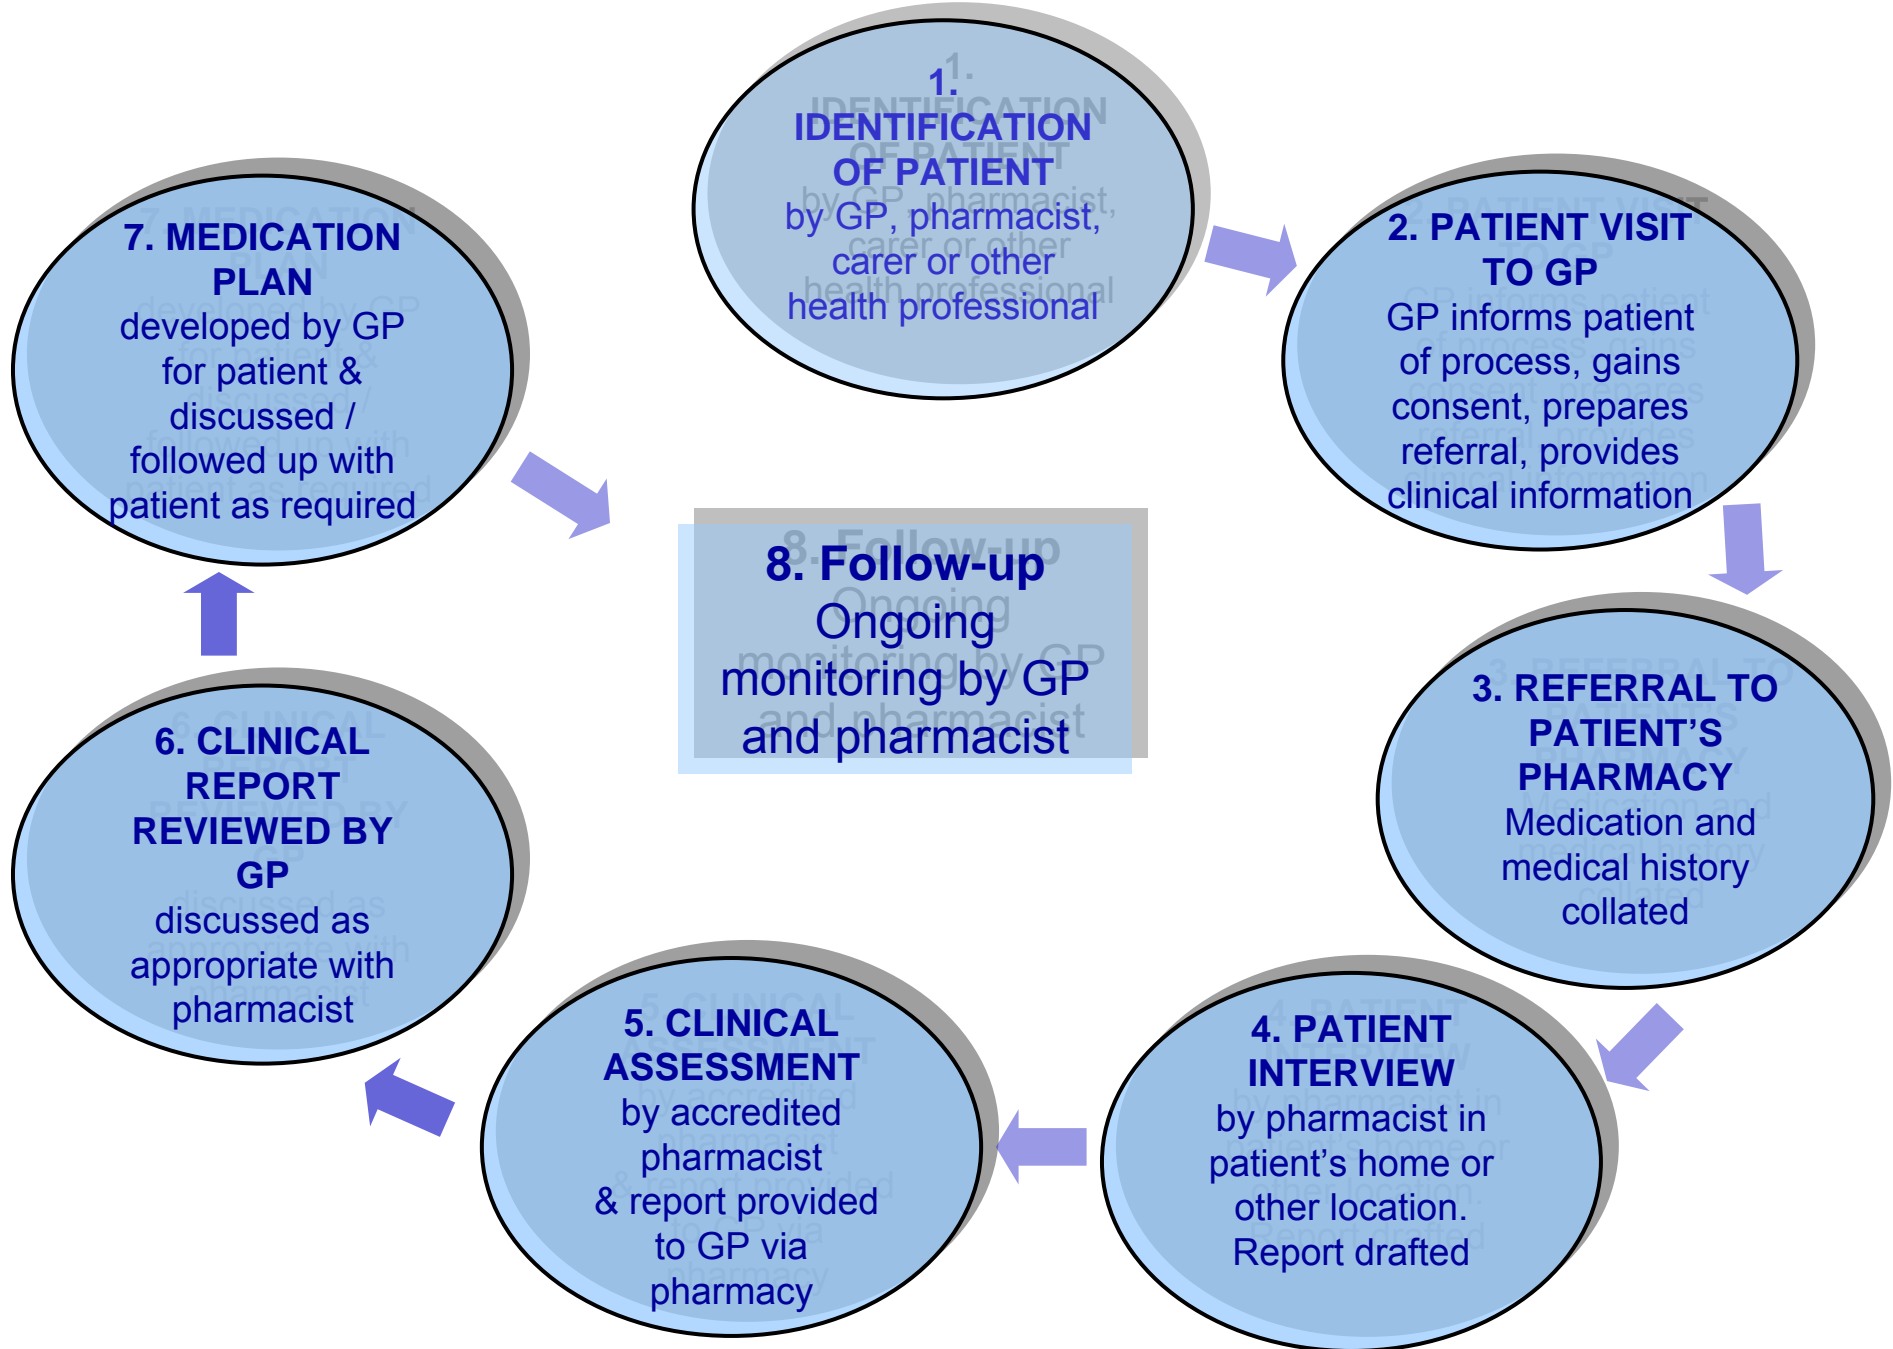 1.
IDENTIFICATION
OF PATIENT
by GP, pharmacist,
carer or other
health professional
2. PATIENT VISIT
TO GP
GP informs patient
of process, gains
consent, prepares
referral, provides
clinical information
3. REFERRAL TO
PATIENT’S
PHARMACY
Medication and
medical history
collated
4. PATIENT
INTERVIEW
by pharmacist in
patient’s home or
other location.
Report drafted
5. CLINICAL
ASSESSMENT
by accredited
pharmacist
& report provided
to GP via
pharmacy
6. CLINICAL
REPORT
REVIEWED BY
GP
discussed as
appropriate with
pharmacist
7. MEDICATION
PLAN
developed by GP
for patient &
discussed /
followed up with
patient as required
8. Follow-up
Ongoing
monitoring by GP
and pharmacist